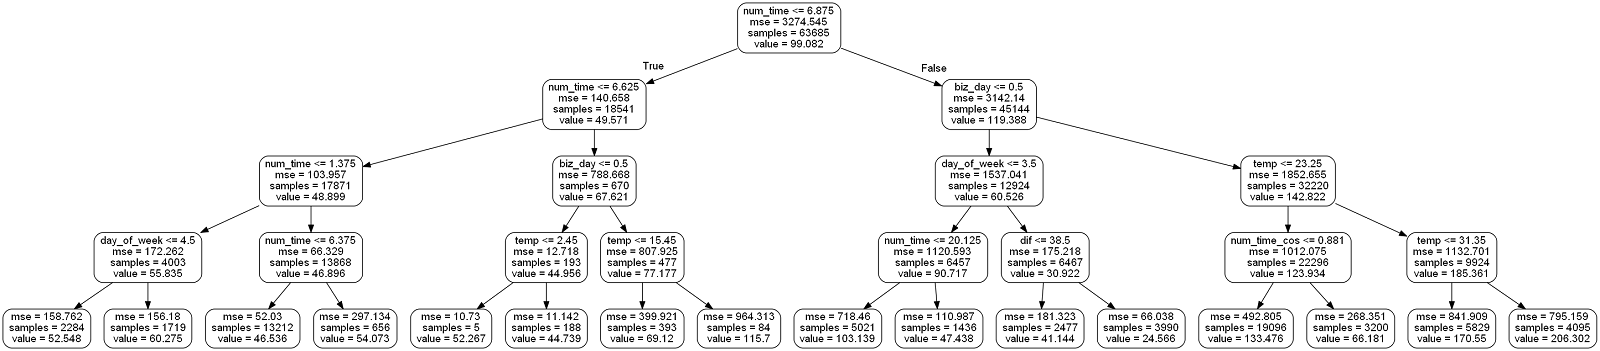 num_time <= 6.875
mse = 3274.545
samples = 63685
value = 99.082
True
False
num_time <= 6.625
mse = 140.658
samples = 18541
value = 49.571
biz_day <= 0.5
mse = 3142.14
samples = 45144
value = 119.388
num_time <= 1.375
mse = 103.957
samples = 17871
value = 48.899
biz_day <= 0.5
mse = 788.668
samples = 670
value = 67.621
day_of_week <= 3.5
mse = 1537.041
samples = 12924
value = 60.526
temp <= 23.25
mse = 1852.655
samples = 32220
value = 142.822
day_of_week <= 4.5
mse = 172.262
samples = 4003
value = 55.835
num_time <= 6.375
mse = 66.329
samples = 13868
value = 46.896
temp <= 2.45
mse = 12.718
samples = 193
value = 44.956
temp <= 15.45
mse = 807.925
samples = 477
value = 77.177
num_time <= 20.125
mse = 1120.593
samples = 6457
value = 90.717
dif <= 38.5
mse = 175.218
samples = 6467
value = 30.922
num_time_cos <= 0.881
mse = 1012.075
samples = 22296
value = 123.934
temp <= 31.35
mse = 1132.701
samples = 9924
value = 185.361
mse = 158.762
samples = 2284
value = 52.548
mse = 156.18
samples = 1719
value = 60.275
mse = 52.03
samples = 13212
value = 46.536
mse = 297.134
samples = 656
value = 54.073
mse = 10.73
samples = 5
value = 52.267
mse = 11.142
samples = 188
value = 44.739
mse = 399.921
samples = 393
value = 69.12
mse = 964.313
samples = 84
value = 115.7
mse = 718.46
samples = 5021
value = 103.139
mse = 110.987
samples = 1436
value = 47.438
mse = 181.323
samples = 2477
value = 41.144
mse = 66.038
samples = 3990
value = 24.566
mse = 492.805
samples = 19096
value = 133.476
mse = 268.351
samples = 3200
value = 66.181
mse = 841.909
samples = 5829
value = 170.55
mse = 795.159
samples = 4095
value = 206.302